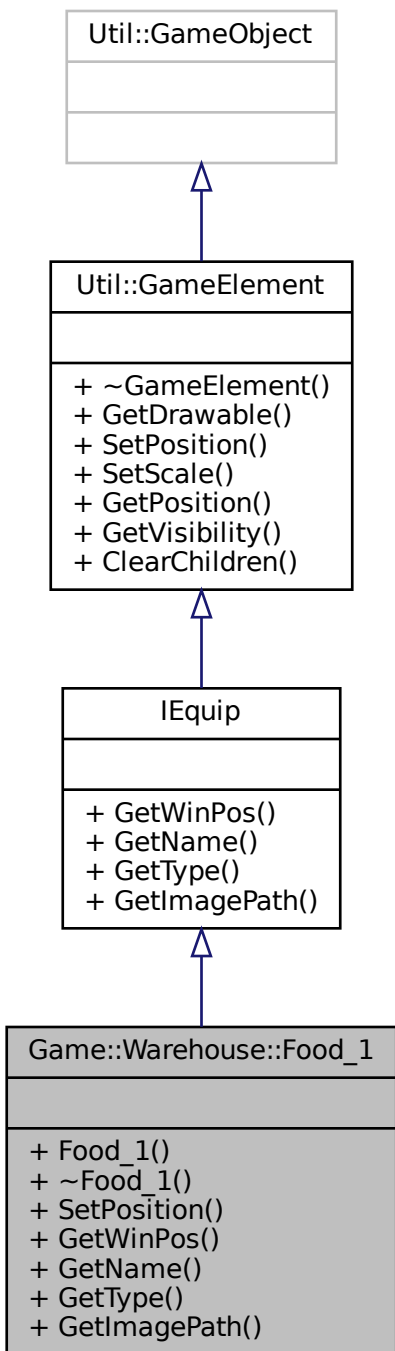 Util::GameObject
Util::GameElement
+ ~GameElement()
+ GetDrawable()
+ SetPosition()
+ SetScale()
+ GetPosition()
+ GetVisibility()
+ ClearChildren()
IEquip
+ GetWinPos()
+ GetName()
+ GetType()
+ GetImagePath()
Game::Warehouse::Food_1
+ Food_1()
+ ~Food_1()
+ SetPosition()
+ GetWinPos()
+ GetName()
+ GetType()
+ GetImagePath()